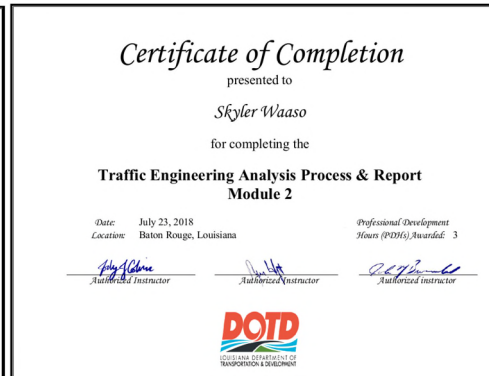 Certificate of Completion
presented to
Skyler Waaso
for completing the
Traffic Engineering Analysis Process & Report
Module 2
Date: July 23, 2018
Location: Baton Rouge, Louisiana
Professional Development
Hours (PDHs) Awarded: 3
Authorized Instructor
Authorized Instructor
Authorized instructor
DOTD
LOUISIANA DEPARTMENT OF
TRANSPORTATION & DEVELOPMENT